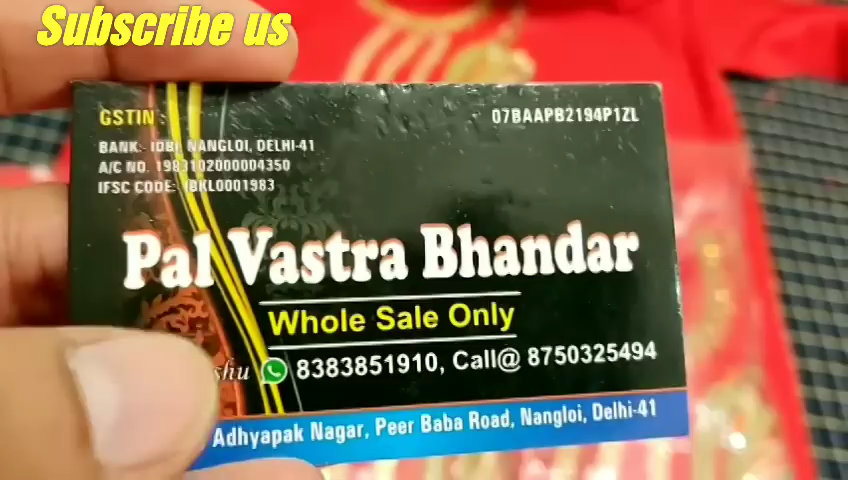 Subscribe us
GSTIN : 07BAAPB2194P1ZL
BANK:- IDBI NANGLOI, DELHI-41
A/C NO. 1983102000004350
IFSC CODE: IBKL0001983
Pal Vastra Bhandar
Whole Sale Only
8383851910, Call@ 8750325494
Adhyapak Nagar, Peer Baba Road, Nangloi, Delhi-41